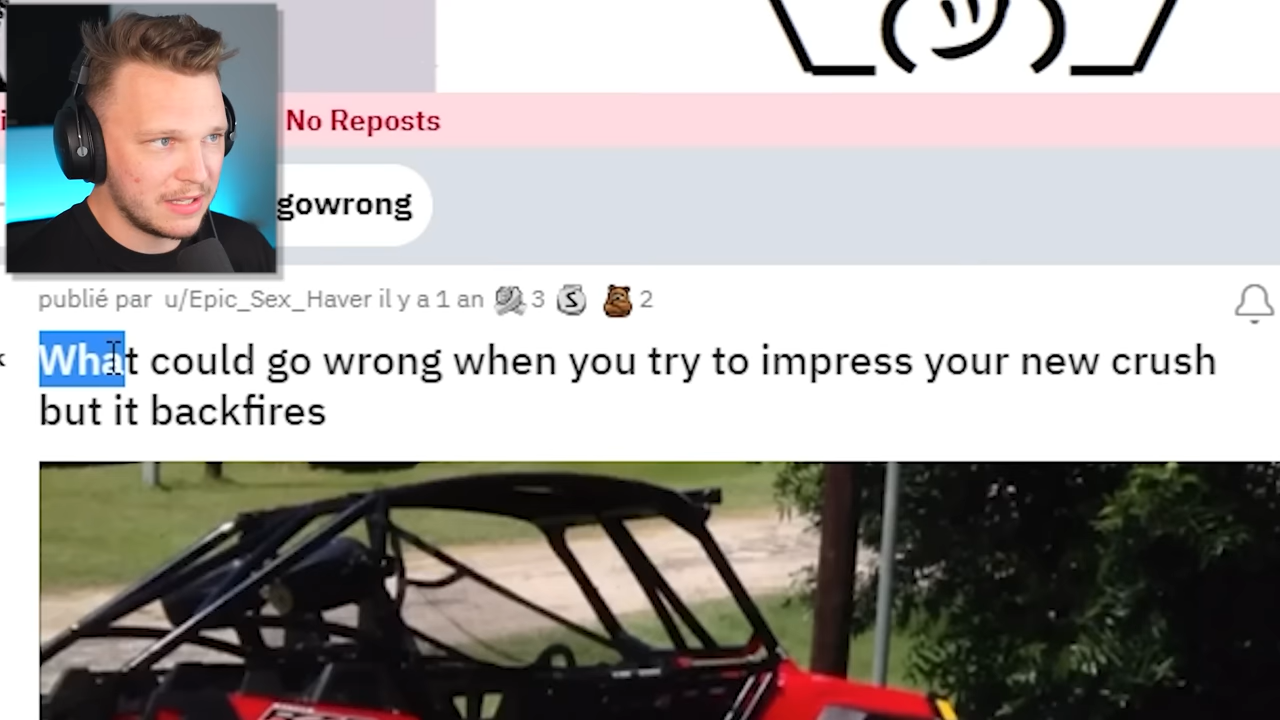 No Reposts
gowrong
publié par u/Epic_Sex_Haver il y a 1 an 3 2
What could go wrong when you try to impress your new crush
but it backfires